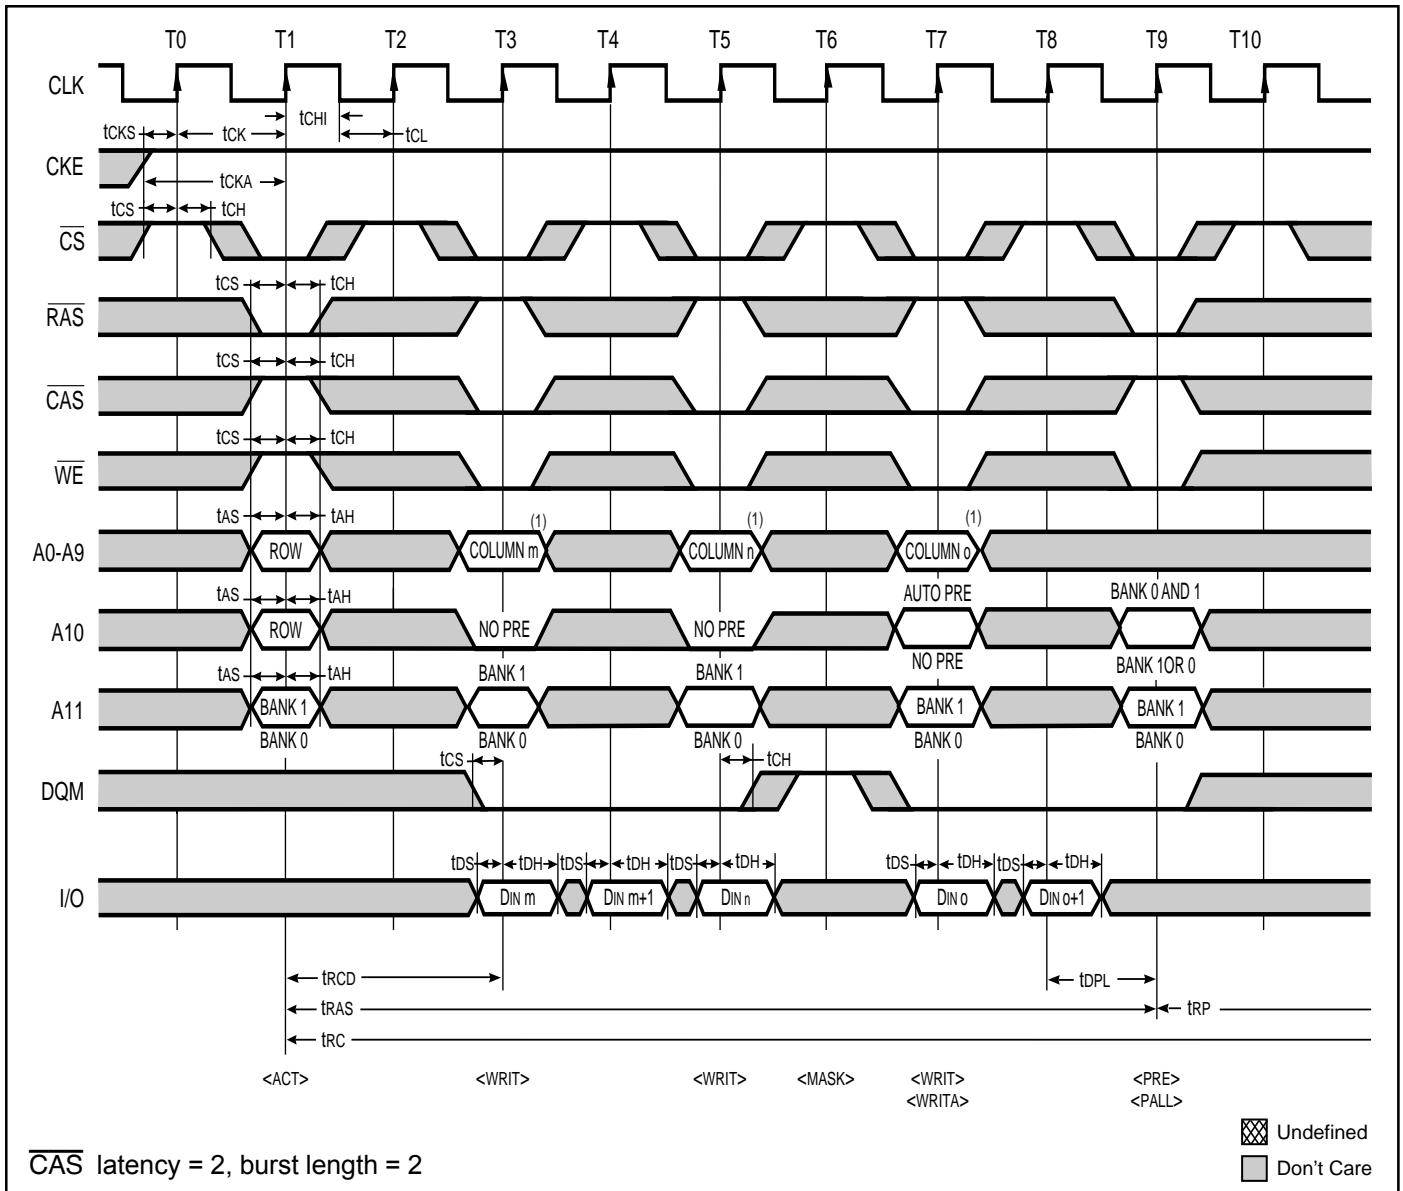 T0 T1 T2 T3 T4 T5 T6 T7 T8 T9 T10
CLK
tCHI
tCKS tCK tCL
CKE
tCKA
tCS tCH
CS
tCS tCH
RAS
tCS tCH
CAS
tCS tCH
WE
tAS tAH (1) (1) (1)
A0-A9 ROW COLUMN m COLUMN n COLUMN o
tAS tAH AUTO PRE BANK 0 AND 1
A10 ROW NO PRE NO PRE
NO PRE BANK 1 OR 0
tAS tAH BANK 1 BANK 1
A11 BANK 1 BANK 1 BANK 1
BANK 0 BANK 0 BANK 0 BANK 0 BANK 0
tCS tCH
DQM
tDS tDH tDS tDH tDS tDH tDS tDH tDS tDH
I/O DIN m DIN m+1 DIN n DIN o DIN o+1
tRCD tDPL
tRAS tRP
tRC
<ACT> <WRIT> <WRIT> <MASK> <WRIT> <PRE>
<WRITA> <PALL>
Undefined
CAS latency = 2, burst length = 2
Don't Care